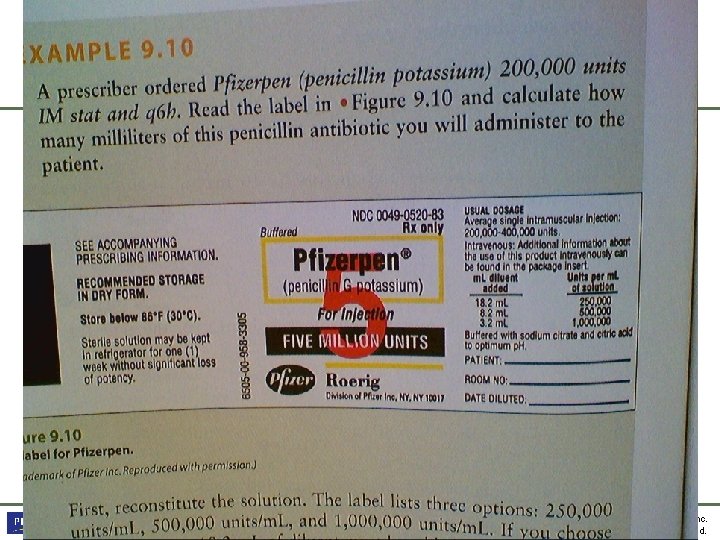 EXAMPLE 9.10
A prescriber ordered Pfizerpen (penicillin potassium) 200,000 units
IM stat and q6h. Read the label in • Figure 9.10 and calculate how
many milliliters of this penicillin antibiotic you will administer to the
patient.
SEE ACCOMPANYING
PRESCRIBING INFORMATION.
RECOMMENDED STORAGE
IN DRY FORM.
Store below 86°F (30°C).
Sterile solution may be kept
in refrigerator for one (1)
week without significant loss
of potency.
6505-00-958-3305
NDC 0049-0520-83
Buffered Rx only
Pfizerpen®
(penicillin G potassium)
5
For Injection
FIVE MILLION UNITS
Pfizer Roerig
Division of Pfizer Inc, NY, NY 10017
USUAL DOSAGE
Average single intramuscular injection:
200,000-400,000 units.
Intravenous: Additional information about
the use of this product intravenously can
be found in the package insert.
mL diluent Units per mL
added of solution
18.2 mL 250,000
8.2 mL 500,000
3.2 mL 1,000,000
Buffered with sodium citrate and citric acid
to optimum pH.
PATIENT:
ROOM NO:
DATE DILUTED:
ure 9.10
label for Pfizerpen.
ademark of Pfizer Inc. Reproduced with permission.)
First, reconstitute the solution. The label lists three options: 250,000
units/mL, 500,000 units/mL, and 1,000,000 units/mL. If you choose
nc.
d.